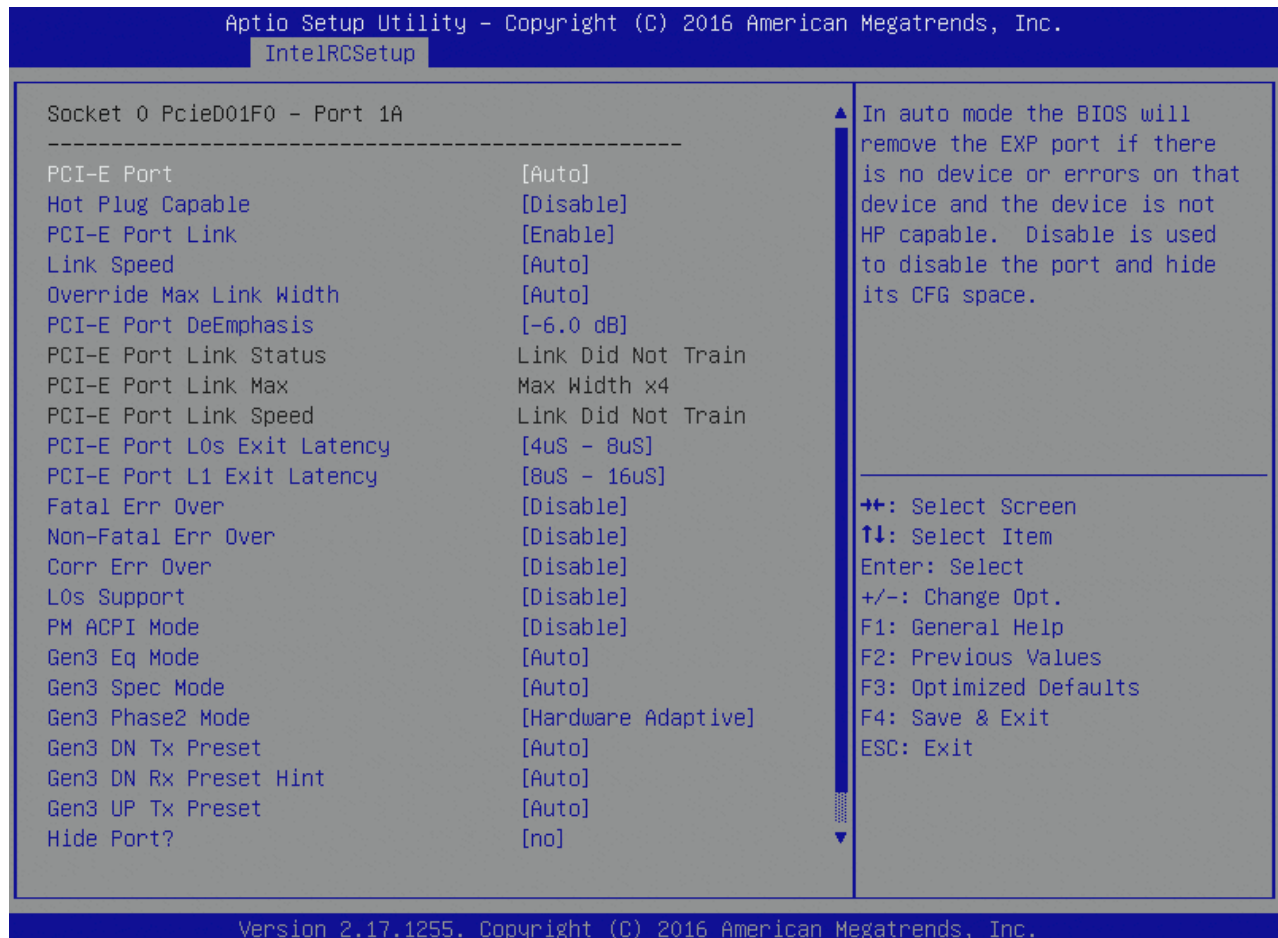 Aptio Setup Utility – Copyright (C) 2016 American Megatrends, Inc.
IntelRCSetup
Socket 0 PcieD01F0 – Port 1A
--------------------------------------------------
PCI-E Port [Auto]
Hot Plug Capable [Disable]
PCI-E Port Link [Enable]
Link Speed [Auto]
Override Max Link Width [Auto]
PCI-E Port DeEmphasis [-6.0 dB]
PCI-E Port Link Status Link Did Not Train
PCI-E Port Link Max Max Width x4
PCI-E Port Link Speed Link Did Not Train
PCI-E Port L0s Exit Latency [4uS - 8uS]
PCI-E Port L1 Exit Latency [8uS - 16uS]
Fatal Err Over [Disable]
Non-Fatal Err Over [Disable]
Corr Err Over [Disable]
L0s Support [Disable]
PM ACPI Mode [Disable]
Gen3 Eq Mode [Auto]
Gen3 Spec Mode [Auto]
Gen3 Phase2 Mode [Hardware Adaptive]
Gen3 DN Tx Preset [Auto]
Gen3 DN Rx Preset Hint [Auto]
Gen3 UP Tx Preset [Auto]
Hide Port? [no]
In auto mode the BIOS will
remove the EXP port if there
is no device or errors on that
device and the device is not
HP capable.  Disable is used
to disable the port and hide
its CFG space.
→←: Select Screen
↑↓: Select Item
Enter: Select
+/-: Change Opt.
F1: General Help
F2: Previous Values
F3: Optimized Defaults
F4: Save & Exit
ESC: Exit
Version 2.17.1255. Copyright (C) 2016 American Megatrends, Inc.